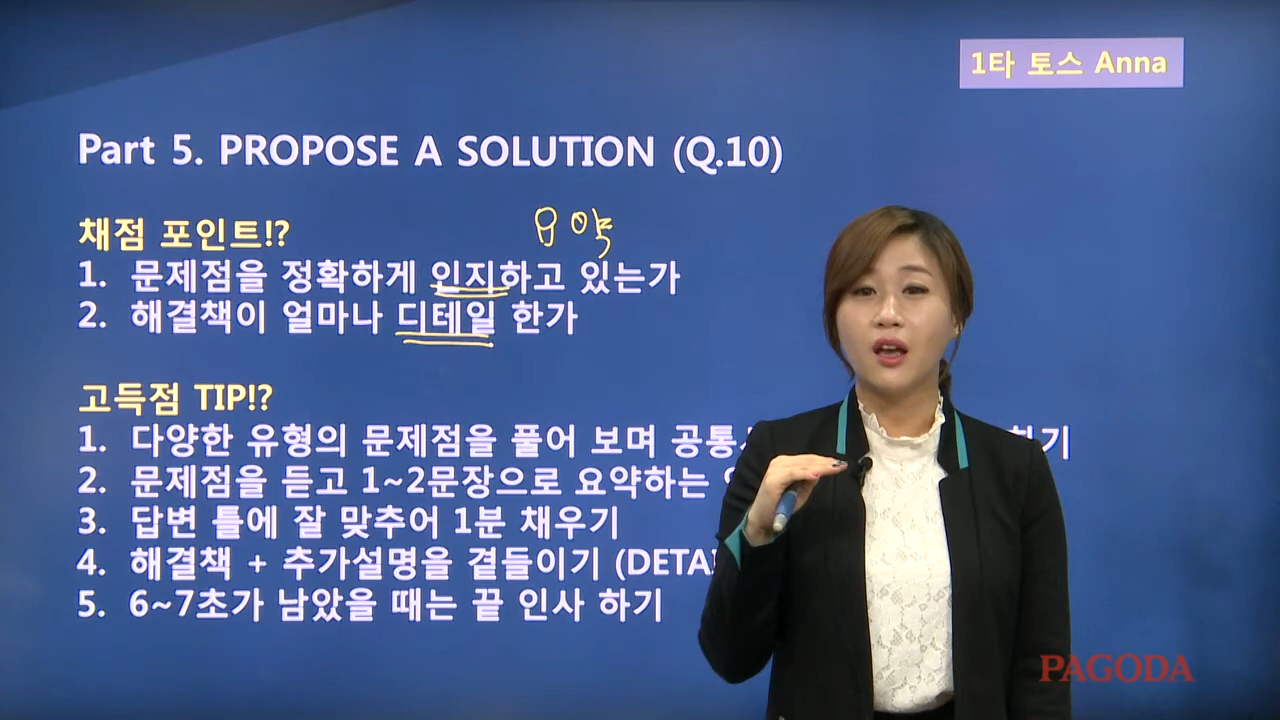 1타 토스 Anna
Part 5. PROPOSE A SOLUTION (Q.10)
채점 포인트!?
요약
1. 문제점을 정확하게 인지하고 있는가
2. 해결책이 얼마나 디테일 한가
고득점 TIP!?
1. 다양한 유형의 문제점을 풀어 보며 하기
2. 문제점을 듣고 1~2문장으로 요약하는
3. 답변 틀에 잘 맞추어 1분 채우기
4. 해결책 + 추가설명을 곁들이기 (DETA
5. 6~7초가 남았을 때는 끝 인사 하기
PAGODA